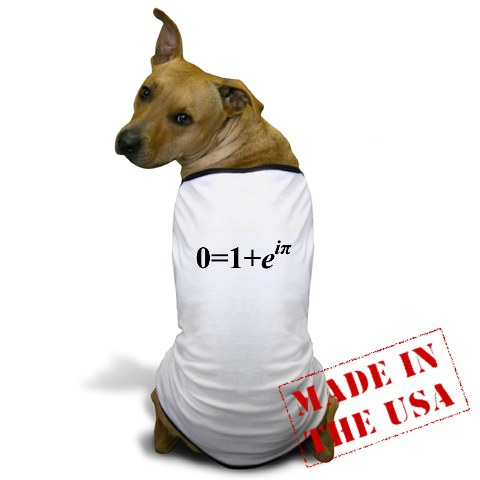 0=1+e^{iπ}
MADE IN
THE USA